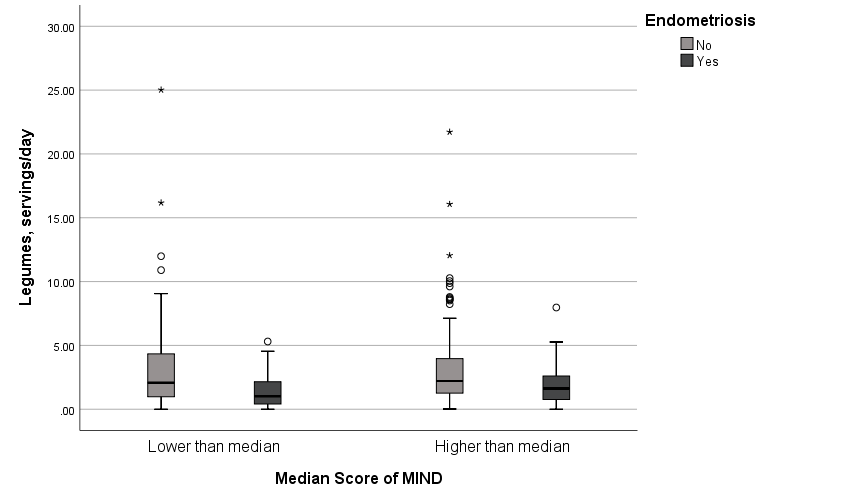 Endometriosis
No
Yes
30.00
25.00
20.00
15.00
10.00
5.00
.00
Legumes, servings/day
Lower than median
Higher than median
Median Score of MIND